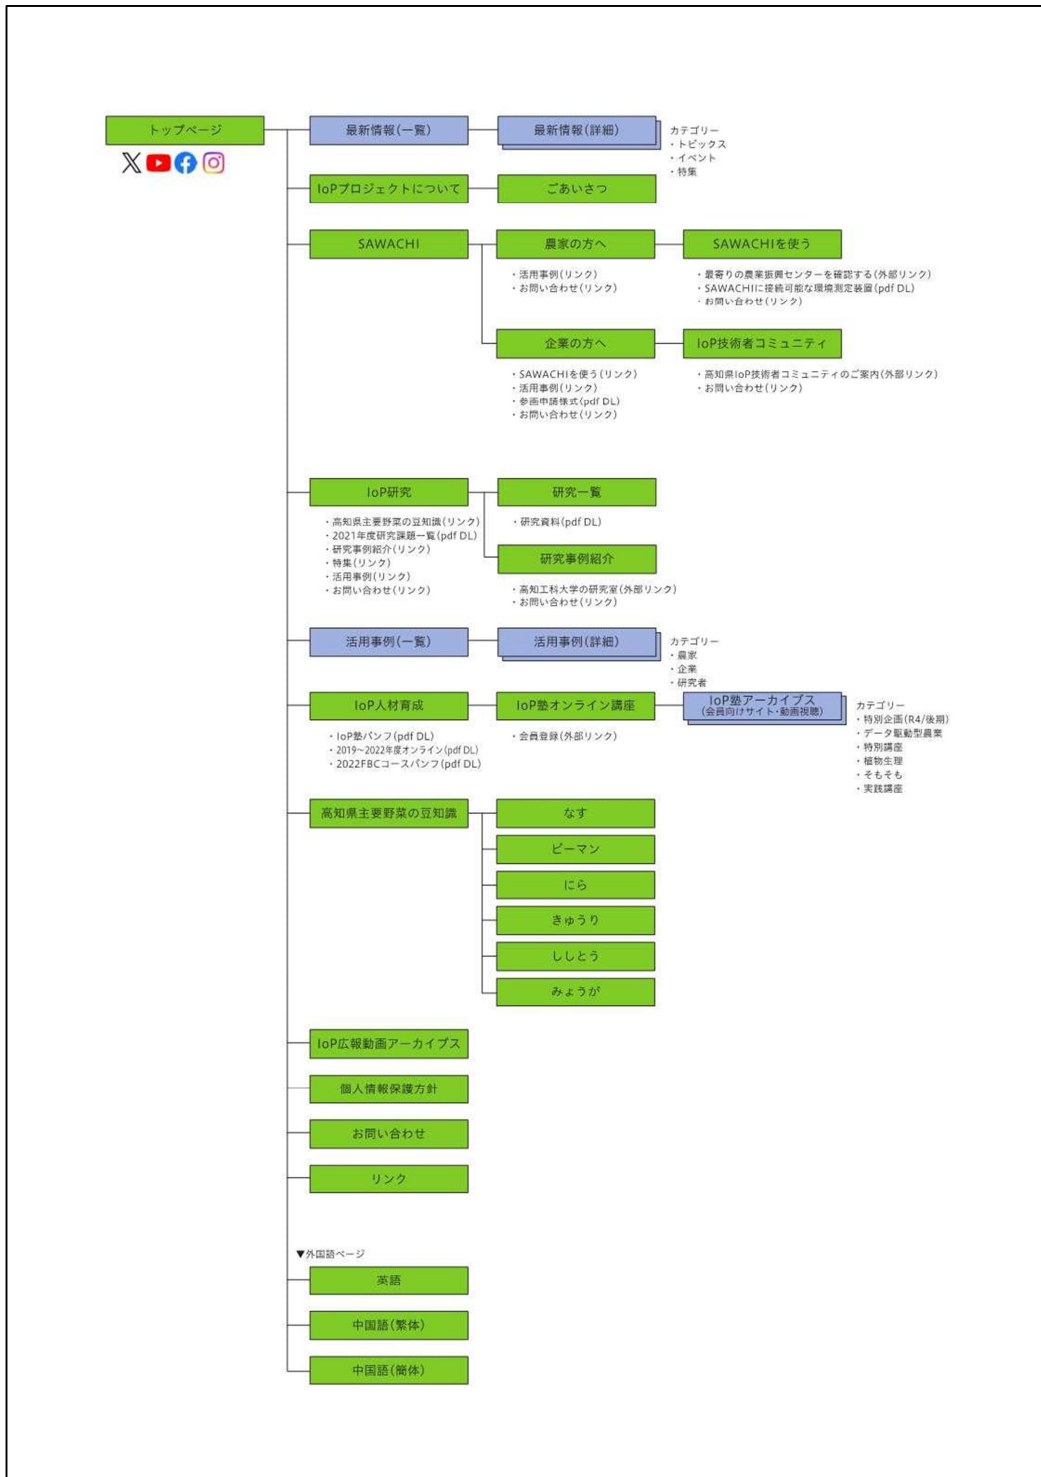 トップページ
最新情報(一覧)
最新情報(詳細)
カテゴリー
・トピックス
・イベント
・特集
IoPプロジェクトについて
ごあいさつ
SAWACHI
農家の方へ
・活用事例(リンク)
・お問い合わせ(リンク)
SAWACHIを使う
・最寄りの農業振興センターを確認する(外部リンク)
・SAWACHIに接続可能な環境測定装置(pdf DL)
・お問い合わせ(リンク)
企業の方へ
・SAWACHIを使う(リンク)
・活用事例(リンク)
・参画申請様式(pdf DL)
・お問い合わせ(リンク)
IoP技術者コミュニティ
・高知県IoP技術者コミュニティのご案内(外部リンク)
・お問い合わせ(リンク)
IoP研究
・高知県主要野菜の豆知識(リンク)
・2021年度研究課題一覧(pdf DL)
・研究事例紹介(リンク)
・特集(リンク)
・活用事例(リンク)
・お問い合わせ(リンク)
研究一覧
・研究資料(pdf DL)
研究事例紹介
・高知工科大学の研究室(外部リンク)
・お問い合わせ(リンク)
活用事例(一覧)
活用事例(詳細)
カテゴリー
・農家
・企業
・研究者
IoP人材育成
・IoP塾パンフ(pdf DL)
・2019～2022年度オンライン(pdf DL)
・2022FBCコースパンフ(pdf DL)
IoP塾オンライン講座
・会員登録(外部リンク)
IoP塾アーカイブス
(会員向けサイト・動画視聴)
カテゴリー
・特別企画(R4/後期)
・データ駆動型農業
・特別講座
・植物生理
・そもそも
・実践講座
高知県主要野菜の豆知識
なす
ピーマン
にら
きゅうり
ししとう
みょうが
IoP広報動画アーカイブス
個人情報保護方針
お問い合わせ
リンク
▼外国語ページ
英語
中国語(繁体)
中国語(簡体)